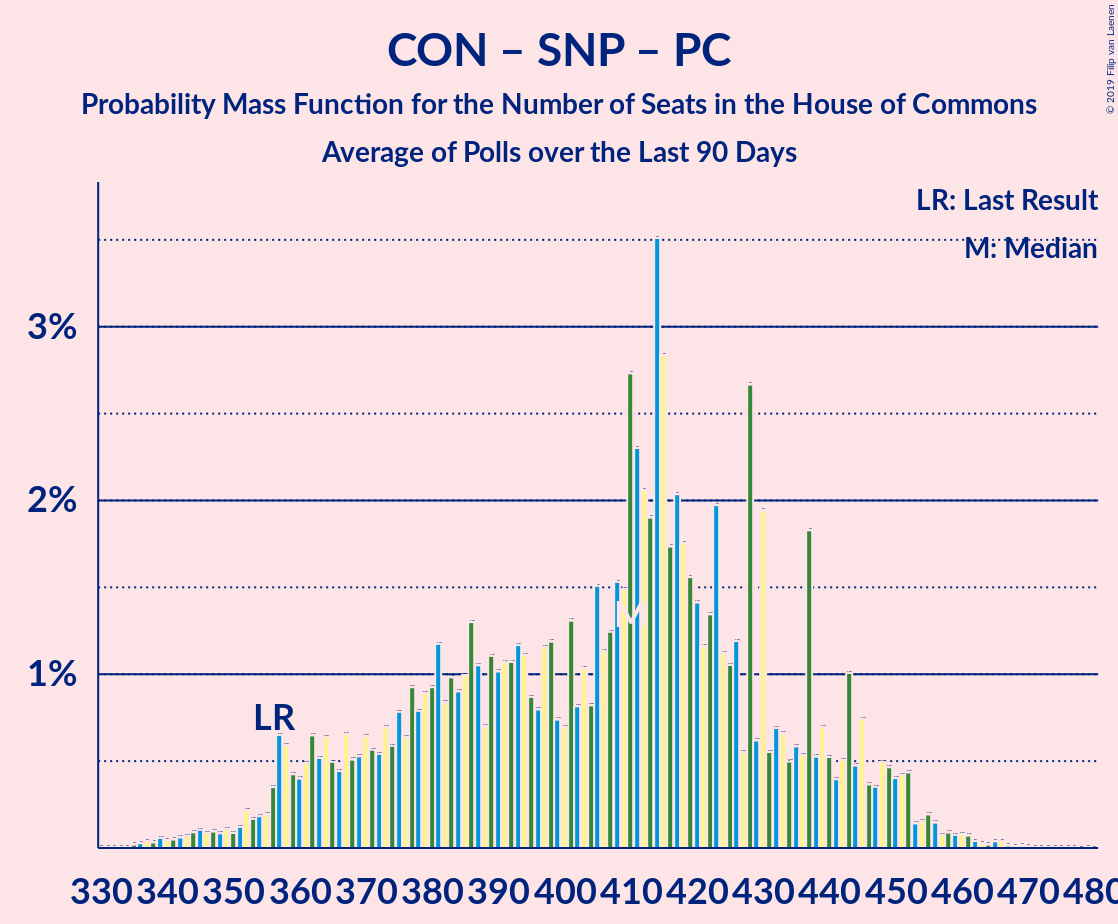 CON – SNP – PC
Probability Mass Function for the Number of Seats in the House of Commons
Average of Polls over the Last 90 Days
© 2019 Filip van Laenen
LR: Last Result
M: Median
3%
2%
1%
LR
M
330 340 350 360 370 380 390 400 410 420 430 440 450 460 470 480